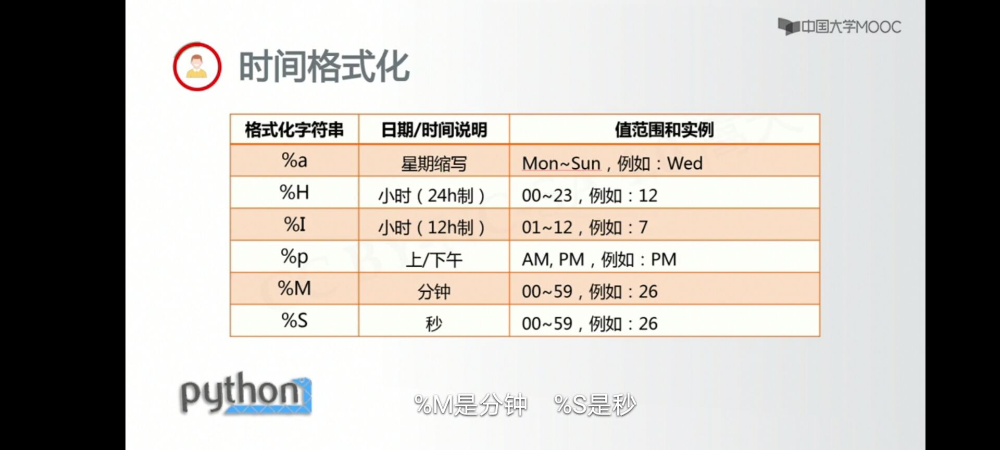 中国大学MOOC
时间格式化
格式化字符串 日期/时间说明 值范围和实例
%a 星期缩写 Mon~Sun，例如：Wed
%H 小时（24h制） 00~23，例如：12
%I 小时（12h制） 01~12，例如：7
%p 上/下午 AM, PM，例如：PM
%M 分钟 00~59，例如：26
%S 秒 00~59，例如：26
python
%M是分钟 %S是秒